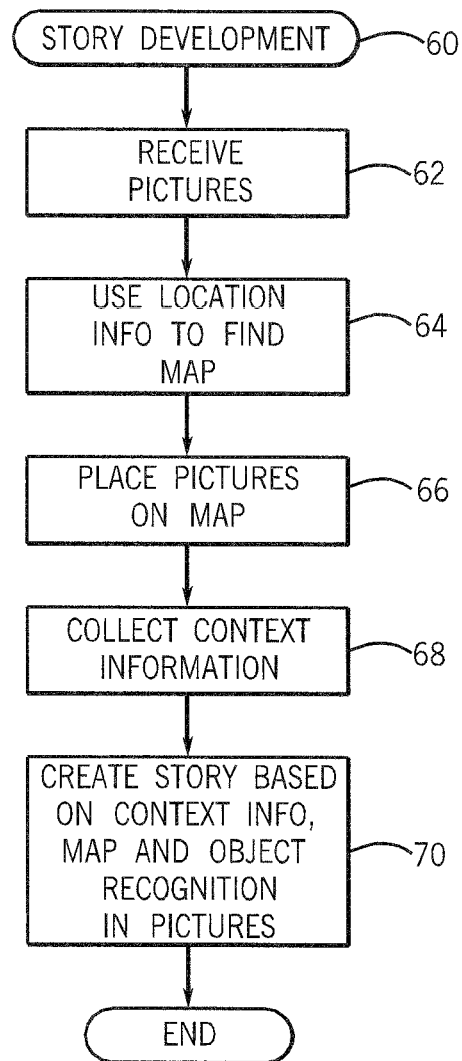 STORY DEVELOPMENT
60
RECEIVE
PICTURES
62
USE LOCATION
INFO TO FIND
MAP
64
PLACE PICTURES
ON MAP
66
COLLECT CONTEXT
INFORMATION
68
CREATE STORY BASED
ON CONTEXT INFO,
MAP AND OBJECT
RECOGNITION
IN PICTURES
70
END